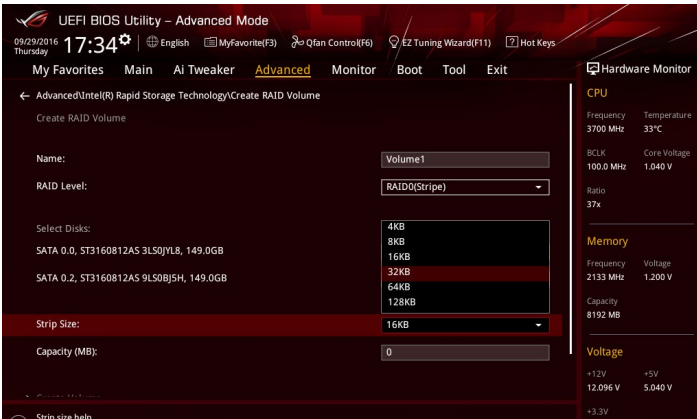 UEFI BIOS Utility – Advanced Mode
09/29/2016
Thursday
17:34
English
MyFavorite(F3)
Qfan Control(F6)
EZ Tuning Wizard(F11)
? Hot Keys
My Favorites
Main
Ai Tweaker
Advanced
Monitor
Boot
Tool
Exit
Hardware Monitor
← Advanced\Intel(R) Rapid Storage Technology\Create RAID Volume
Create RAID Volume
Name:
Volume1
RAID Level:
RAID0(Stripe)
Select Disks:
SATA 0.0, ST3160812AS 3LS0JYL8, 149.0GB
SATA 0.2, ST3160812AS 9LS0BJ5H, 149.0GB
4KB
8KB
16KB
32KB
64KB
128KB
Strip Size:
16KB
Capacity (MB):
0
> Create Volume
Strip size help
CPU
Frequency Temperature
3700 MHz 33°C
BCLK Core Voltage
100.0 MHz 1.040 V
Ratio
37x
Memory
Frequency Voltage
2133 MHz 1.200 V
Capacity
8192 MB
Voltage
+12V +5V
12.096 V 5.040 V
+3.3V